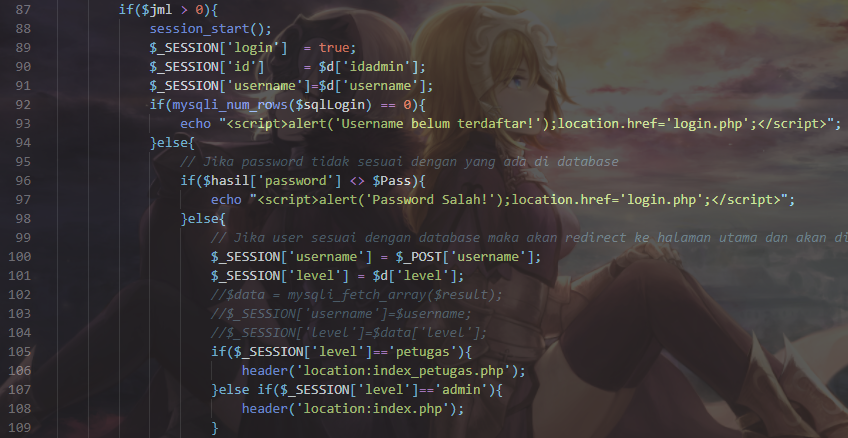 87 if($jml > 0){
88 session_start();
89 $_SESSION['login']  = true;
90 $_SESSION['id']     = $d['idadmin'];
91 $_SESSION['username']=$d['username'];
92 if(mysqli_num_rows($sqlLogin) == 0){
93 echo "<script>alert('Username belum terdaftar!');location.href='login.php';</script>";
94 }else{
95 // Jika password tidak sesuai dengan yang ada di database
96 if($hasil['password'] <> $Pass){
97 echo "<script>alert('Password Salah!');location.href='login.php';</script>";
98 }else{
99 // Jika user sesuai dengan database maka akan redirect ke halaman utama dan akan di
100 $_SESSION['username'] = $_POST['username'];
101 $_SESSION['level'] = $d['level'];
102 //$data = mysqli_fetch_array($result);
103 //$_SESSION['username']=$username;
104 //$_SESSION['level']=$data['level'];
105 if($_SESSION['level']=='petugas'){
106 header('location:index_petugas.php');
107 }else if($_SESSION['level']=='admin'){
108 header('location:index.php');
109 }